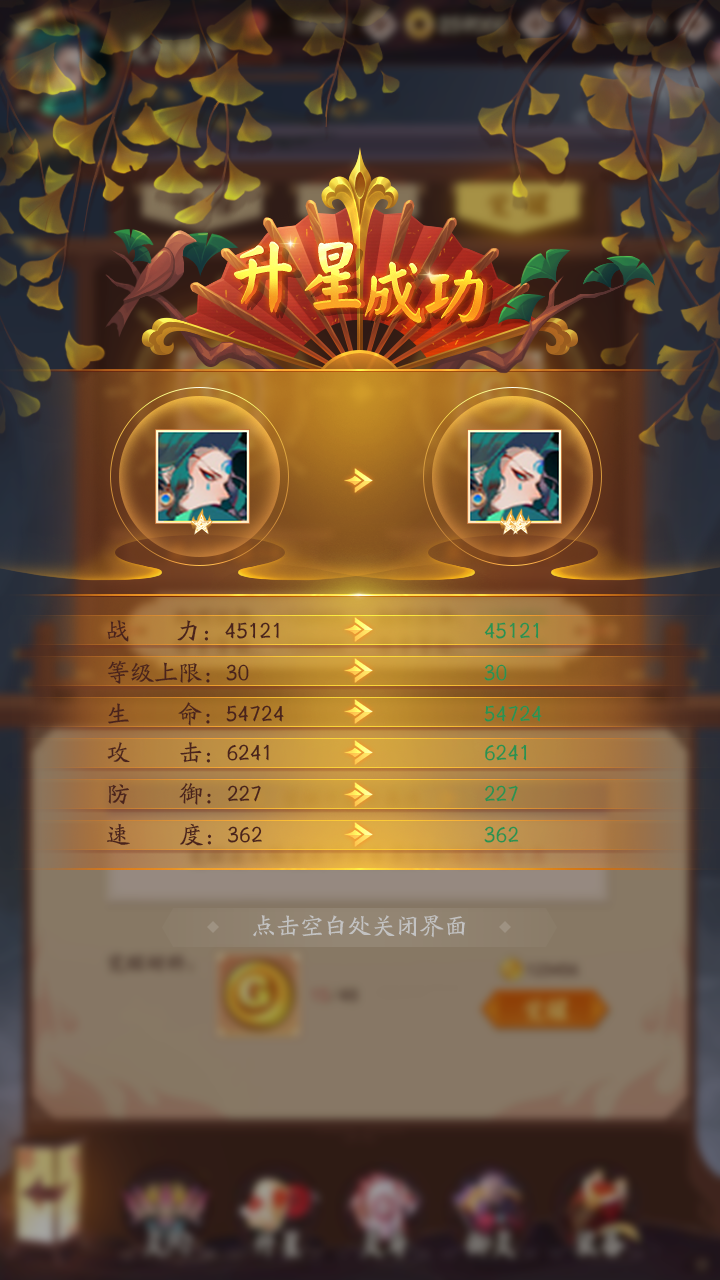 升星成功
战 力：45121 45121
等级上限：30 30
生 命：54724 54724
攻 击：6241 6241
防 御：227 227
速 度：362 362
点击空白处关闭界面